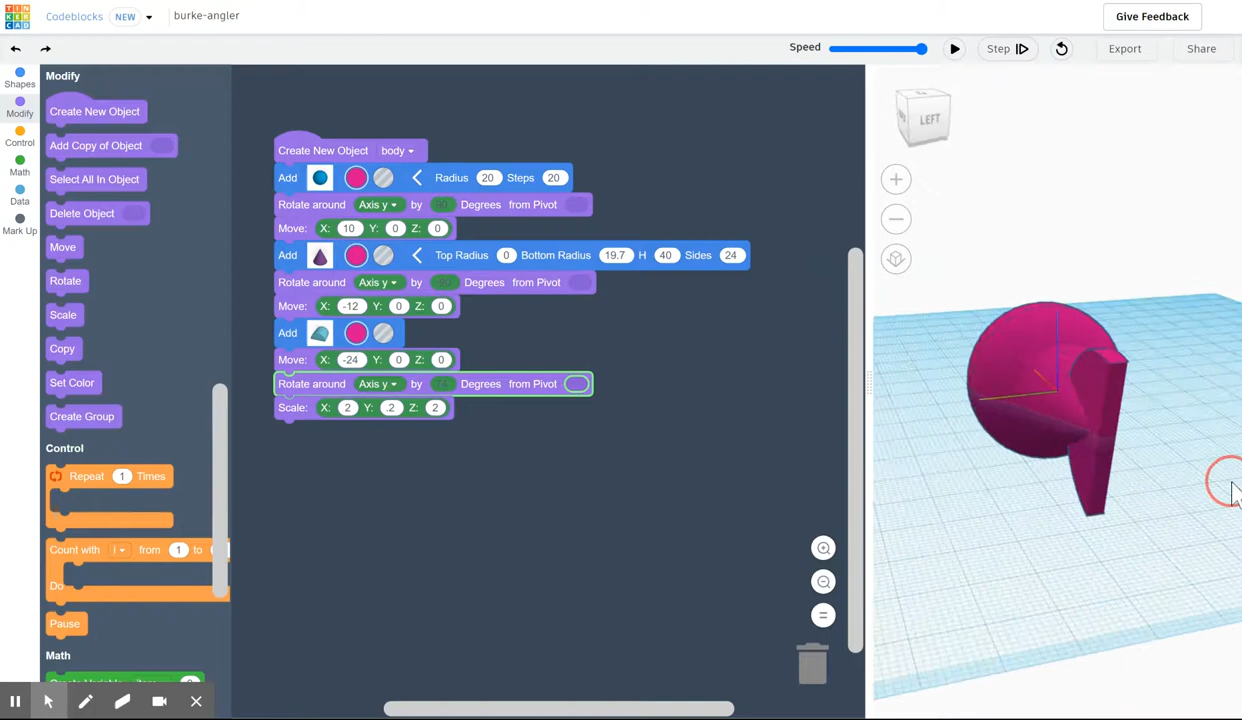 TIN
KER
CAD
Codeblocks NEW burke-angler Give Feedback
Speed Step Export Share
Shapes
Modify
Control
Math
Data
Mark Up
Modify
Create New Object
Add Copy of Object
Select All In Object
Delete Object
Move
Rotate
Scale
Copy
Set Color
Create Group
Control
Repeat 1 Times
Count with i from 1 to
Do
Pause
Math
Create New Object body
Add Radius 20 Steps 20
Rotate around Axis y by 90 Degrees from Pivot
Move: X: 10 Y: 0 Z: 0
Add Top Radius 0 Bottom Radius 19.7 H 40 Sides 24
Rotate around Axis y by Degrees from Pivot
Move: X: -12 Y: 0 Z: 0
Add
Move: X: -24 Y: 0 Z: 0
Rotate around Axis y by Degrees from Pivot
Scale: X: 2 Y: .2 Z: 2
LEFT